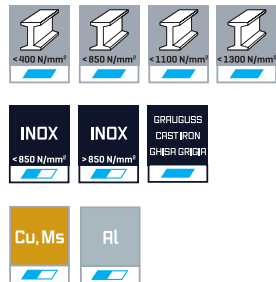 <400 N/mm² <850 N/mm² <1100 N/mm² <1300 N/mm²
INOX
<850 N/mm²
INOX
>850 N/mm²
GRAUGUSS
CAST IRON
GHISA GRIGIA
Cu, Ms
Al